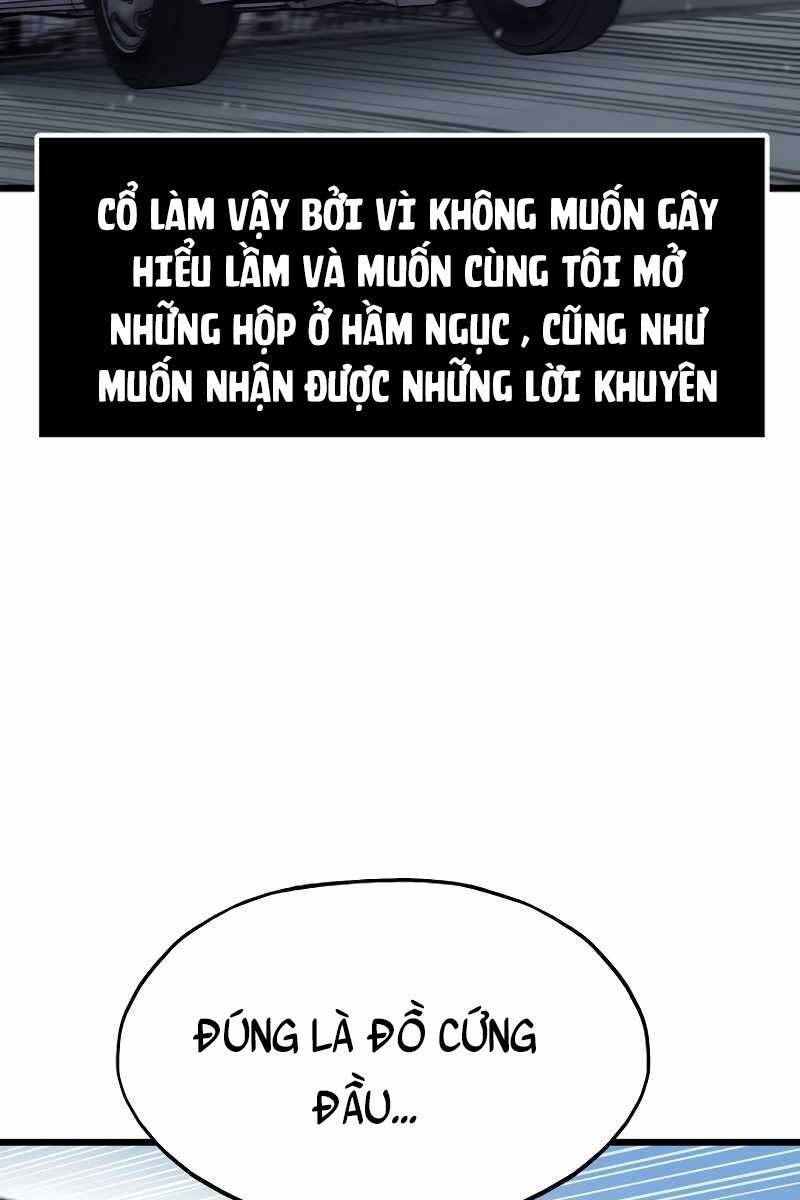 CỔ LÀM VẬY BỞI VÌ KHÔNG MUỐN GÂY
HIỂU LẦM VÀ MUỐN CÙNG TÔI MỞ
NHỮNG HỘP Ở HẦM NGỤC , CŨNG NHƯ
MUỐN NHẬN ĐƯỢC NHỮNG LỜI KHUYÊN
ĐÚNG LÀ ĐỒ CỨNG
ĐẦU...